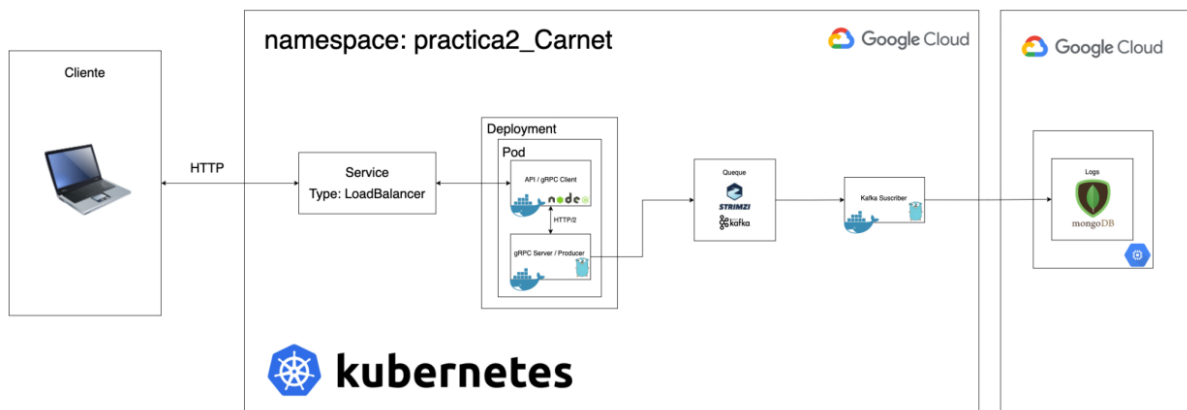 namespace: practica2_Carnet
Google Cloud
Google Cloud
Cliente
HTTP
Service
Type: LoadBalancer
Deployment
Pod
API / gRPC Client
node
HTTP/2
gRPC Server / Producer
Queque
STRIMZI
kafka
Kafka Suscriber
Logs
mongoDB
kubernetes